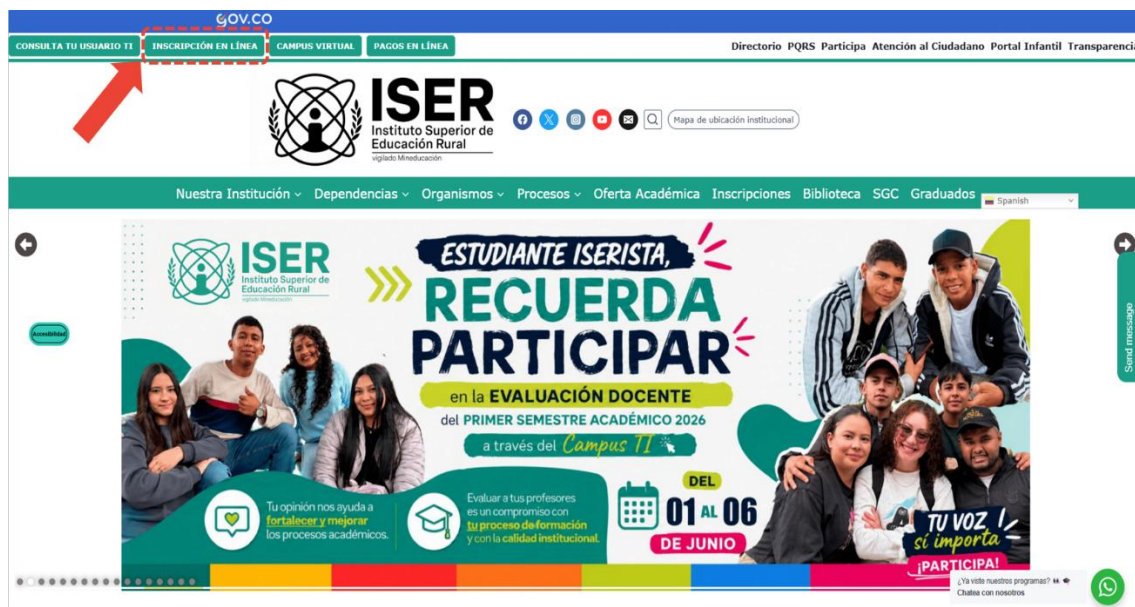 GOV.CO
CONSULTA TU USUARIO TI INSCRIPCIÓN EN LÍNEA CAMPUS VIRTUAL PAGOS EN LÍNEA Directorio PQRS Participa Atención al Ciudadano Portal Infantil Transparencia
ISER
Instituto Superior de
Educación Rural
vigilado Mineducación
Mapa de ubicación institucional
Nuestra Institución Dependencias Organismos Procesos Oferta Académica Inscripciones Biblioteca SGC Graduados Spanish
ISER
Instituto Superior de
Educación Rural
vigilado Mineducación
ESTUDIANTE ISERISTA,
RECUERDA
PARTICIPAR
en la EVALUACIÓN DOCENTE
del PRIMER SEMESTRE ACADÉMICO 2026
a través del Campus TI
Accesibilidad
Send message
Tu opinión nos ayuda a
fortalecer y mejorar
los procesos académicos.
Evaluar a tus profesores
es un compromiso con
tu proceso de formación
y con la calidad institucional.
DEL
01 AL 06
DE JUNIO
TU VOZ
sí importa
¡PARTICIPA!
¿Ya viste nuestros programas?
Chatea con nosotros